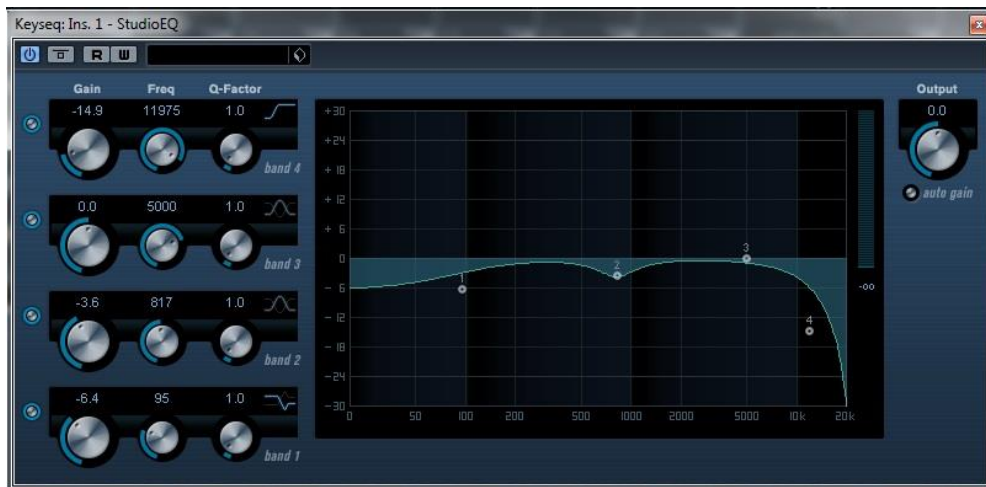 Keyseq: Ins. 1 - StudioEQ
R W
Gain Freq Q-Factor Output
-14.9 11975 1.0 0.0
band 4
auto gain
0.0 5000 1.0
band 3
-3.6 817 1.0
band 2
-6.4 95 1.0
band 1
+30
+24
+18
+12
+6
0
-6
-12
-18
-24
-30
1 2 3 4
-∞
0 50 100 200 500 1000 2000 5000 10k 20k